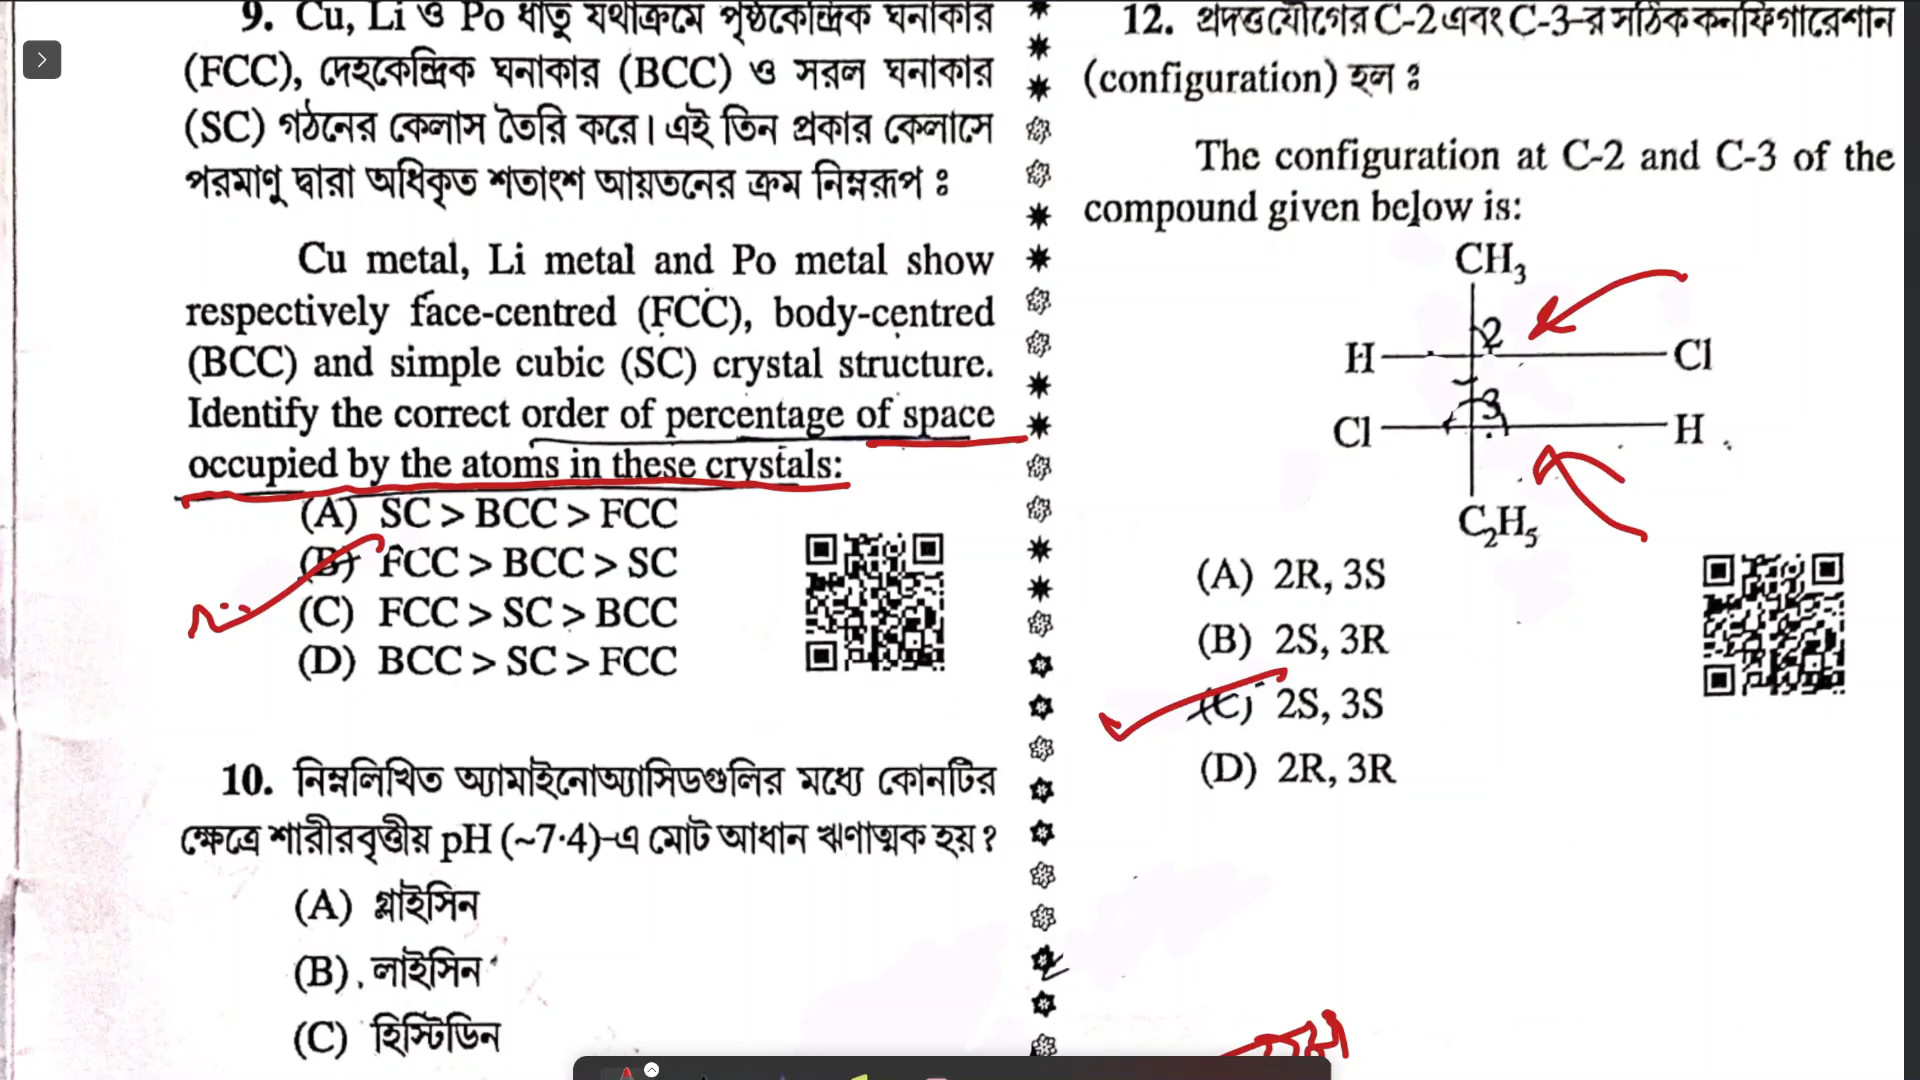 9. Cu, Li ও Po ধাতু যথাক্রমে পৃষ্ঠকেন্দ্রিক ঘনাকার
(FCC), দেহকেন্দ্রিক ঘনাকার (BCC) ও সরল ঘনাকার
(SC) গঠনের কেলাস তৈরি করে। এই তিন প্রকার কেলাসে
পরমাণু দ্বারা অধিকৃত শতাংশ আয়তনের ক্রম নিম্নরূপ ঃ
Cu metal, Li metal and Po metal show
respectively face-centred (FCC), body-centred
(BCC) and simple cubic (SC) crystal structure.
Identify the correct order of percentage of space
occupied by the atoms in these crystals:
(A) SC > BCC > FCC
(B) FCC > BCC > SC
(C) FCC > SC > BCC
(D) BCC > SC > FCC
10. নিম্নলিখিত অ্যামাইনোঅ্যাসিডগুলির মধ্যে কোনটির
ক্ষেত্রে শারীরবৃত্তীয় pH (~7·4)-এ মোট আধান ঋণাত্মক হয় ?
(A) গ্লাইসিন
(B) লাইসিন
(C) হিস্টিডিন
12. প্রদত্ত যৌগের C-2 এবং C-3-র সঠিক কনফিগারেশান
(configuration) হল ঃ
The configuration at C-2 and C-3 of the
compound given below is:
CH3
2
H Cl
3
Cl H
C2H5
(A) 2R, 3S
(B) 2S, 3R
(C) 2S, 3S
(D) 2R, 3R